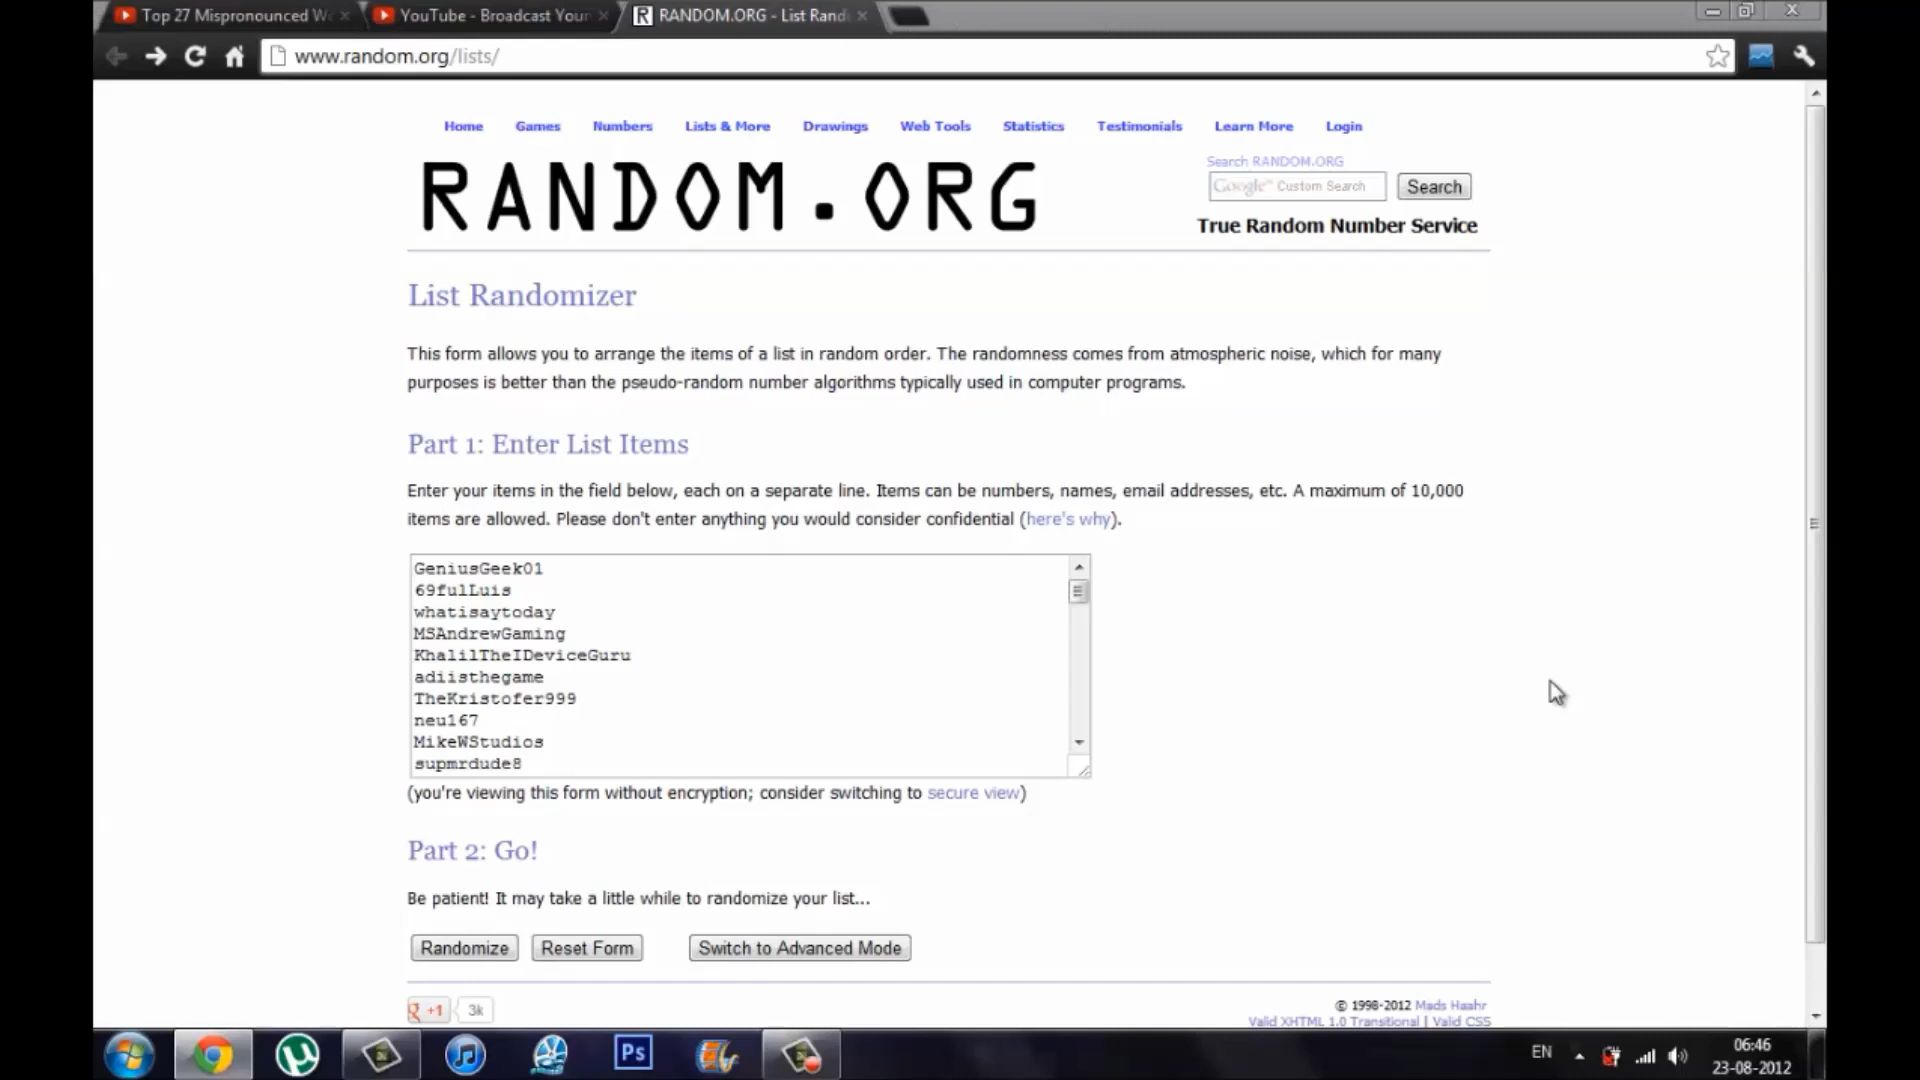 Top 27 Mispronounced W
YouTube - Broadcast Your
RANDOM.ORG - List Rand
www.random.org/lists/
Home Games Numbers Lists & More Drawings Web Tools Statistics Testimonials Learn More Login
RANDOM.ORG
Search RANDOM.ORG
Google™ Custom Search
Search
True Random Number Service
List Randomizer
This form allows you to arrange the items of a list in random order. The randomness comes from atmospheric noise, which for many
purposes is better than the pseudo-random number algorithms typically used in computer programs.
Part 1: Enter List Items
Enter your items in the field below, each on a separate line. Items can be numbers, names, email addresses, etc. A maximum of 10,000
items are allowed. Please don't enter anything you would consider confidential (here's why).
GeniusGeek01
69fulLuis
whatisaytoday
MSAndrewGaming
KhalilTheIDeviceGuru
adiisthegame
TheKristofer999
neu167
MikeWStudios
supmrdude8
(you're viewing this form without encryption; consider switching to secure view)
Part 2: Go!
Be patient! It may take a little while to randomize your list...
Randomize Reset Form Switch to Advanced Mode
+1 3k
© 1998-2012 Mads Haahr
Valid XHTML 1.0 Transitional | Valid CSS
Ps
EN
06:46
23-08-2012